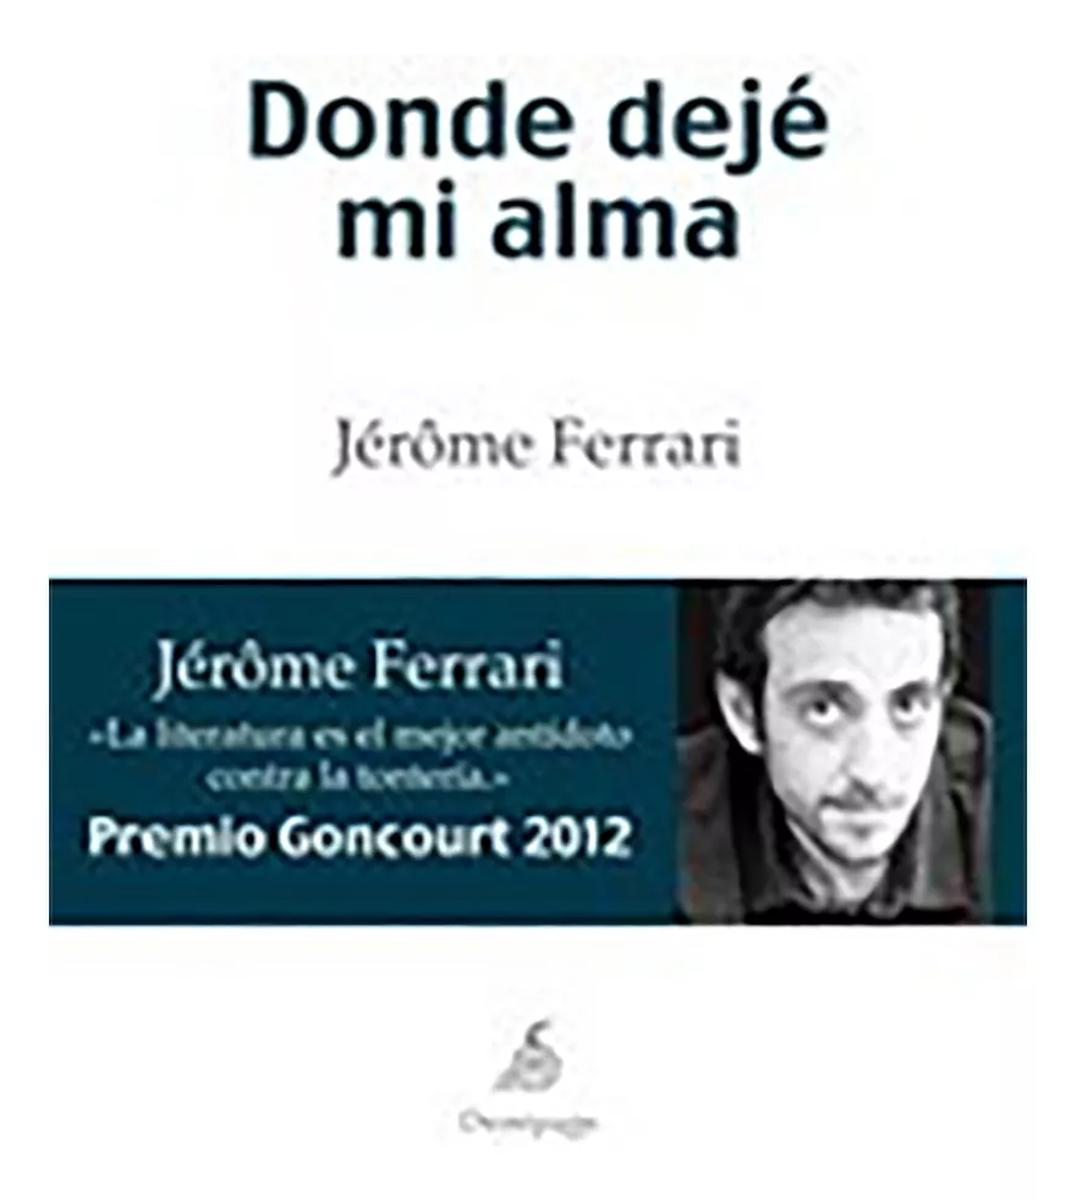 Donde dejé
mi alma
Jérôme Ferrari
Jérôme Ferrari
«La literatura es el mejor antídoto
contra la tontería.»
Premio Goncourt 2012